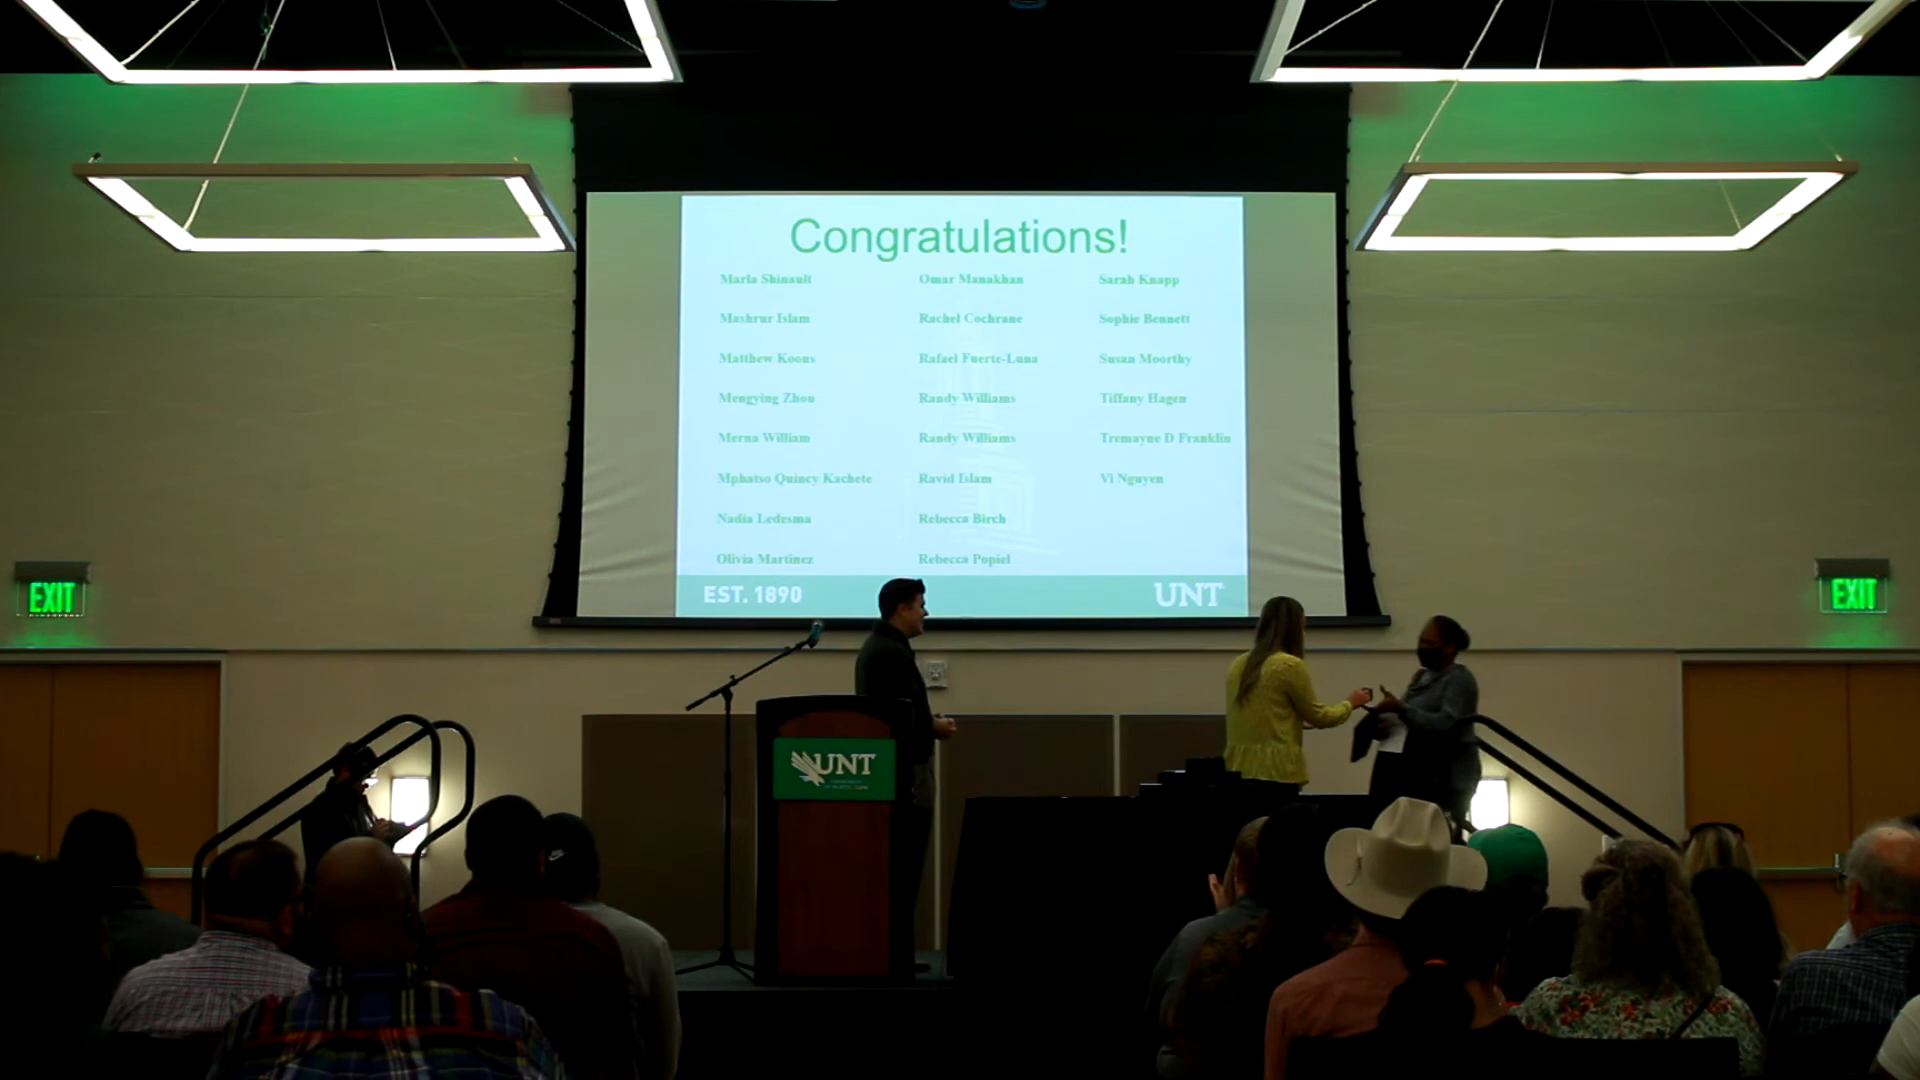 Congratulations!
Marla Shinault
Mashrur Islam
Matthew Koons
Mengying Zhou
Merna William
Mphatso Quincy Kachete
Nadia Ledesma
Olivia Martinez
Omar Manakhan
Rachel Cochrane
Rafael Fuerte-Luna
Randy Williams
Randy Williams
Ravid Islam
Rebecca Birch
Rebecca Popiel
Sarah Knapp
Sophie Bennett
Susan Moorthy
Tiffany Hagen
Tremayne D Franklin
Vi Nguyen
EST. 1890
UNT
EXIT
EXIT
UNT